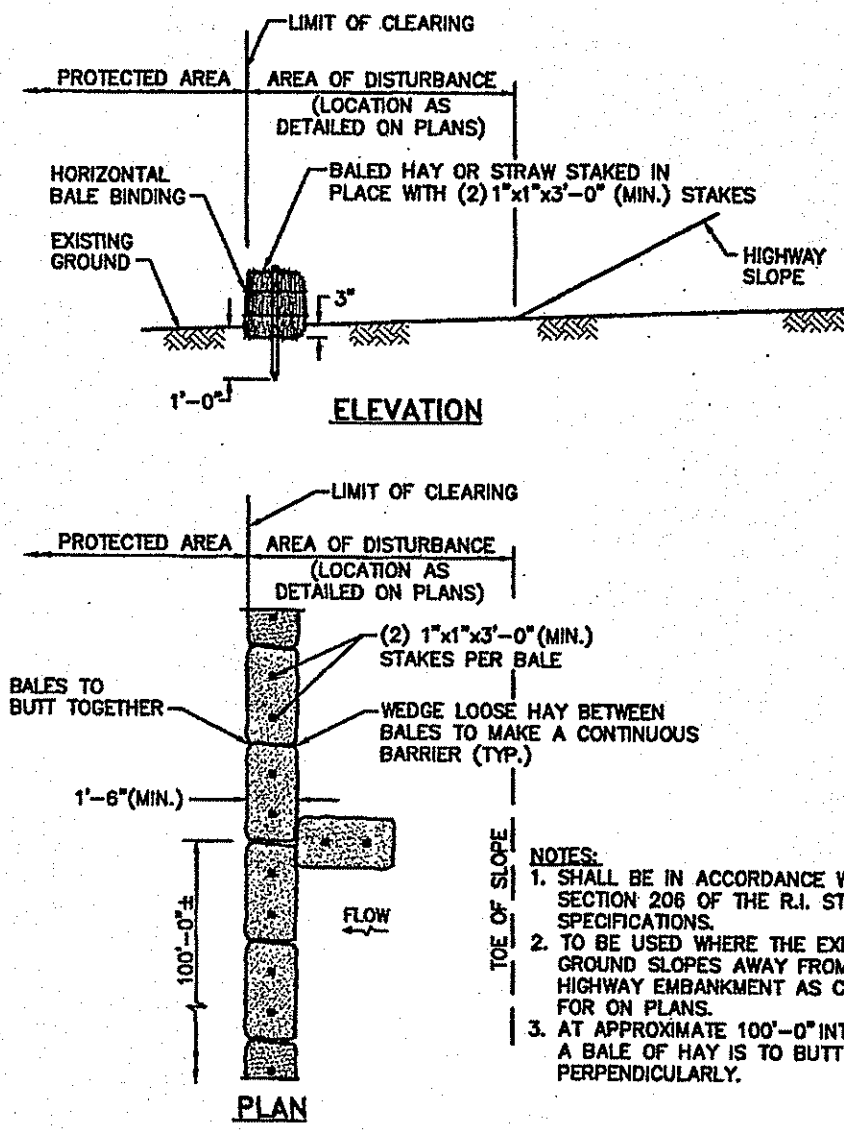 LIMIT OF CLEARING
PROTECTED AREA
AREA OF DISTURBANCE
(LOCATION AS
DETAILED ON PLANS)
HORIZONTAL
BALE BINDING
BALED HAY OR STRAW STAKED IN
PLACE WITH (2) 1"x1"x3'-0" (MIN.) STAKES
EXISTING
GROUND
HIGHWAY
SLOPE
3"
1'-0"
ELEVATION
LIMIT OF CLEARING
PROTECTED AREA
AREA OF DISTURBANCE
(LOCATION AS
DETAILED ON PLANS)
(2) 1"x1"x3'-0"(MIN.)
STAKES PER BALE
BALES TO
BUTT TOGETHER
WEDGE LOOSE HAY BETWEEN
BALES TO MAKE A CONTINUOUS
BARRIER (TYP.)
1'-6"(MIN.)
100'-0"±
FLOW
TOE OF SLOPE
NOTES:
1. SHALL BE IN ACCORDANCE W
SECTION 206 OF THE R.I. ST
SPECIFICATIONS.
2. TO BE USED WHERE THE EXI
GROUND SLOPES AWAY FROM
HIGHWAY EMBANKMENT AS C
FOR ON PLANS.
3. AT APPROXIMATE 100'-0" INT
A BALE OF HAY IS TO BUTT
PERPENDICULARLY.
PLAN